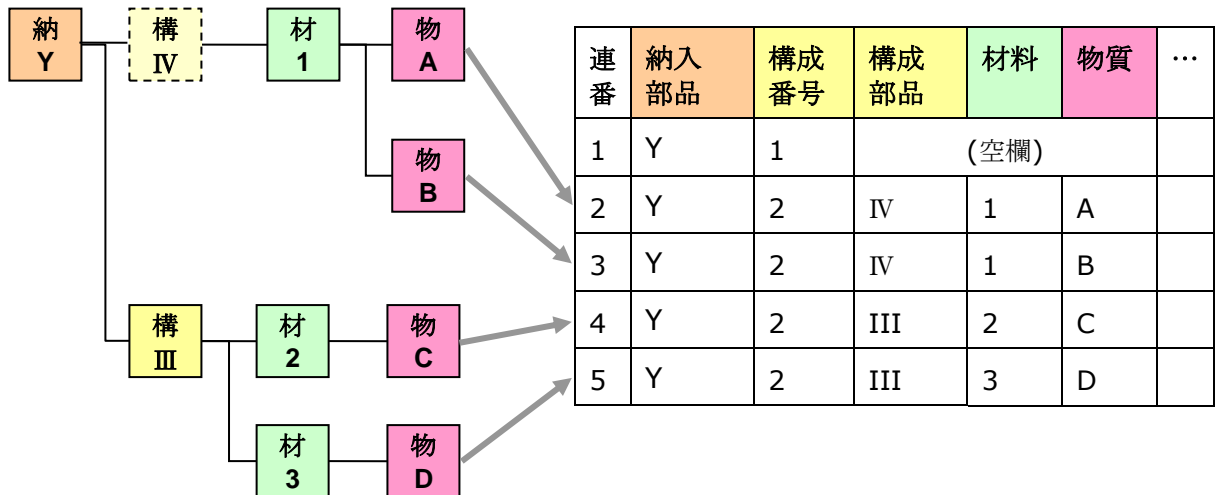 納
Y
構
Ⅳ
材
1
物
A
物
B
構
Ⅲ
材
2
物
C
材
3
物
D
連番 納入部品 構成番号 構成部品 材料 物質 …
1 Y 1 (空欄)
2 Y 2 Ⅳ 1 A
3 Y 2 Ⅳ 1 B
4 Y 2 III 2 C
5 Y 2 III 3 D